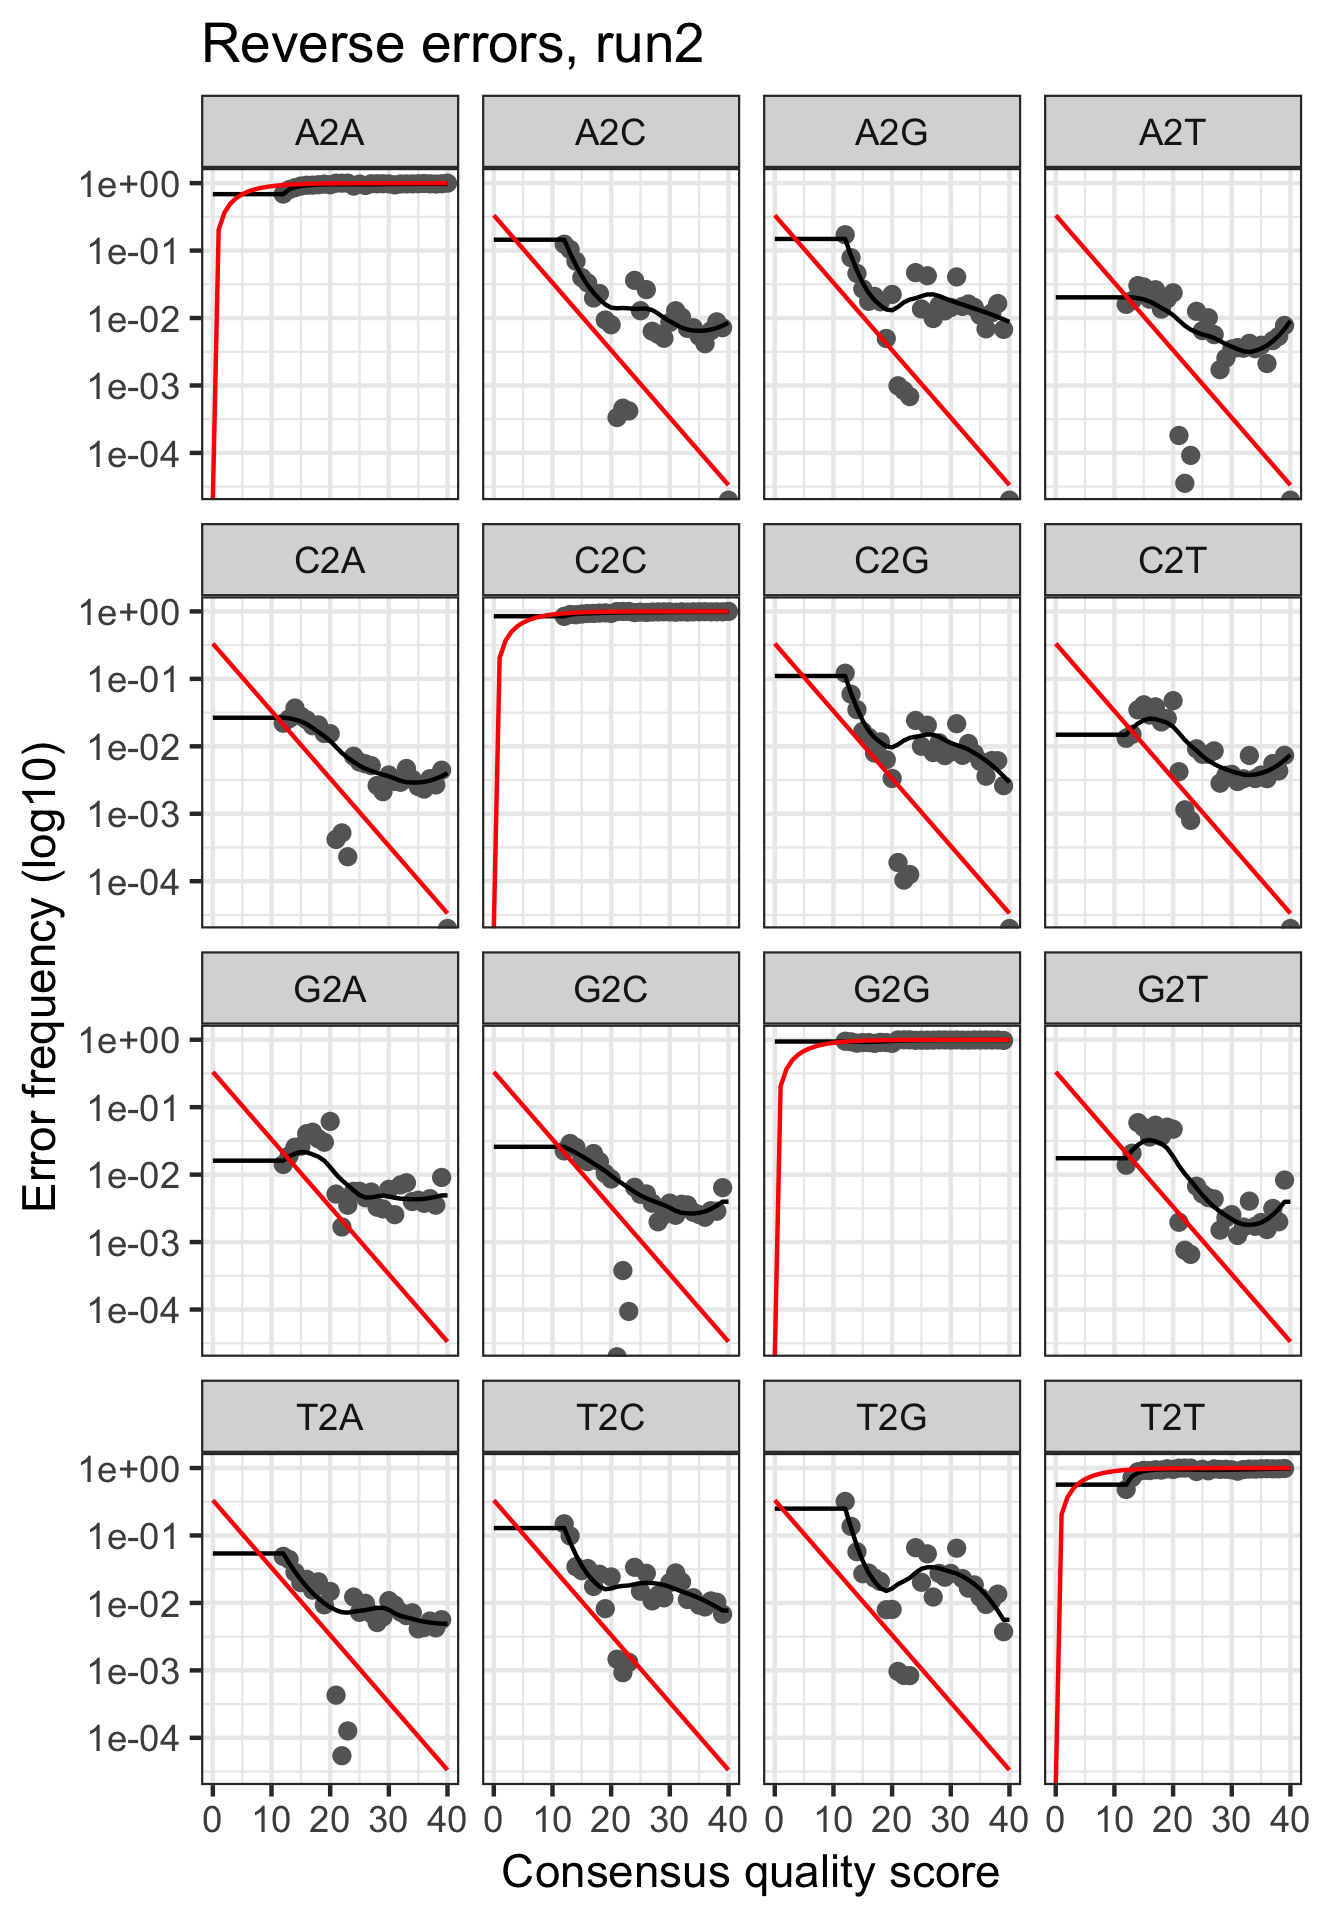 Reverse errors, run2
A2A A2C A2G A2T
1e+00
1e-01
1e-02
1e-03
1e-04
C2A C2C C2G C2T
1e+00
1e-01
1e-02
1e-03
1e-04
G2A G2C G2G G2T
1e+00
1e-01
1e-02
1e-03
1e-04
T2A T2C T2G T2T
1e+00
1e-01
1e-02
1e-03
1e-04
0 10 20 30 40 0 10 20 30 40 0 10 20 30 40 0 10 20 30 40
Consensus quality score
Error frequency (log10)